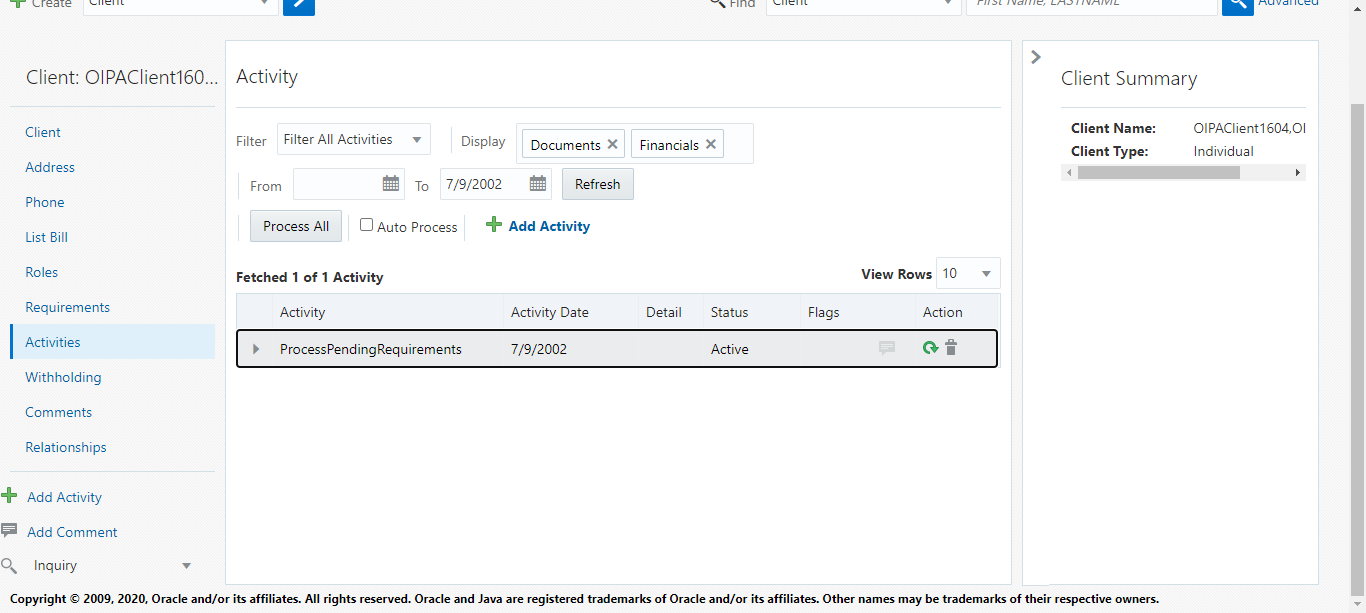 Create Client Find Client First Name, LASTNAME Advanced
Client: OIPAClient160...
Client
Address
Phone
List Bill
Roles
Requirements
Activities
Withholding
Comments
Relationships
Add Activity
Add Comment
Inquiry
Activity
Filter Filter All Activities Display Documents Financials
From To 7/9/2002 Refresh
Process All Auto Process Add Activity
Fetched 1 of 1 Activity View Rows 10
Activity Activity Date Detail Status Flags Action
ProcessPendingRequirements 7/9/2002 Active
Client Summary
Client Name: OIPAClient1604,OI
Client Type: Individual
Copyright © 2009, 2020, Oracle and/or its affiliates. All rights reserved. Oracle and Java are registered trademarks of Oracle and/or its affiliates. Other names may be trademarks of their respective owners.